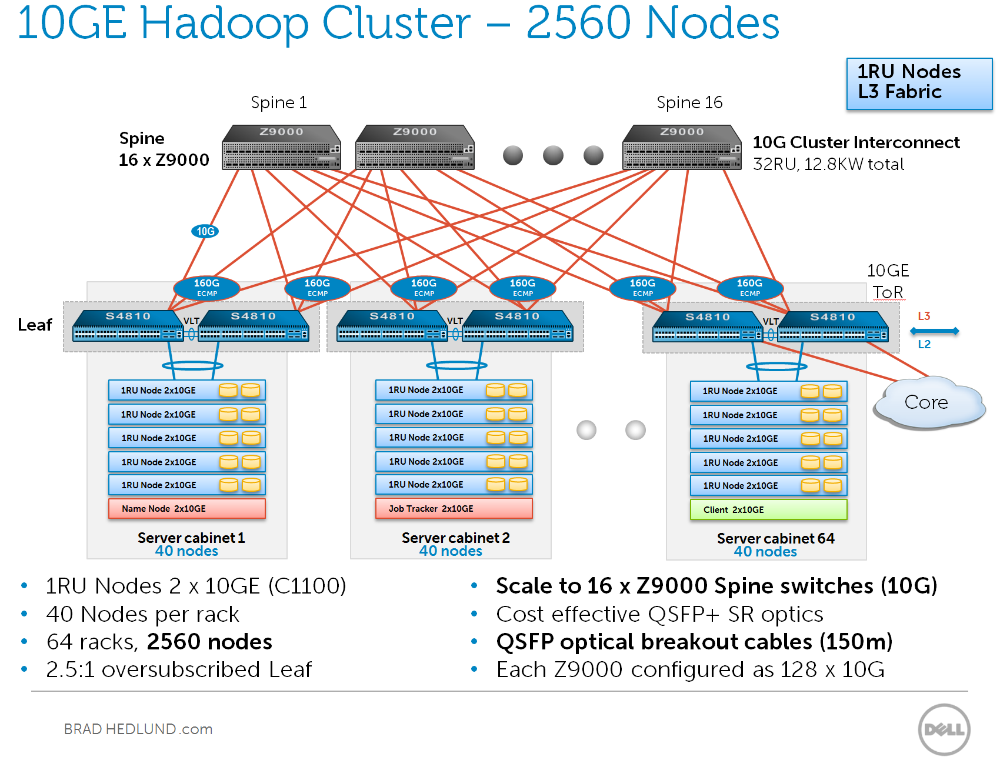 10GE Hadoop Cluster – 2560 Nodes
1RU Nodes
L3 Fabric
Spine 1
Spine 16
Spine
16 x Z9000
Z9000
Z9000
Z9000
10G Cluster Interconnect
32RU, 12.8KW total
10G
10GE
ToR
160G
ECMP
160G
ECMP
160G
ECMP
160G
ECMP
160G
ECMP
160G
ECMP
Leaf
S4810
VLT
S4810
S4810
VLT
S4810
S4810
VLT
S4810
L3
L2
Core
1RU Node 2x10GE
1RU Node 2x10GE
1RU Node 2x10GE
1RU Node 2x10GE
1RU Node 2x10GE
Name Node 2x10GE
Server cabinet 1
40 nodes
1RU Node 2x10GE
1RU Node 2x10GE
1RU Node 2x10GE
1RU Node 2x10GE
1RU Node 2x10GE
Job Tracker 2x10GE
Server cabinet 2
40 nodes
1RU Node 2x10GE
1RU Node 2x10GE
1RU Node 2x10GE
1RU Node 2x10GE
1RU Node 2x10GE
Client 2x10GE
Server cabinet 64
40 nodes
• 1RU Nodes 2 x 10GE (C1100)
• 40 Nodes per rack
• 64 racks, 2560 nodes
• 2.5:1 oversubscribed Leaf
• Scale to 16 x Z9000 Spine switches (10G)
• Cost effective QSFP+ SR optics
• QSFP optical breakout cables (150m)
• Each Z9000 configured as 128 x 10G
BRAD HEDLUND.com
DELL